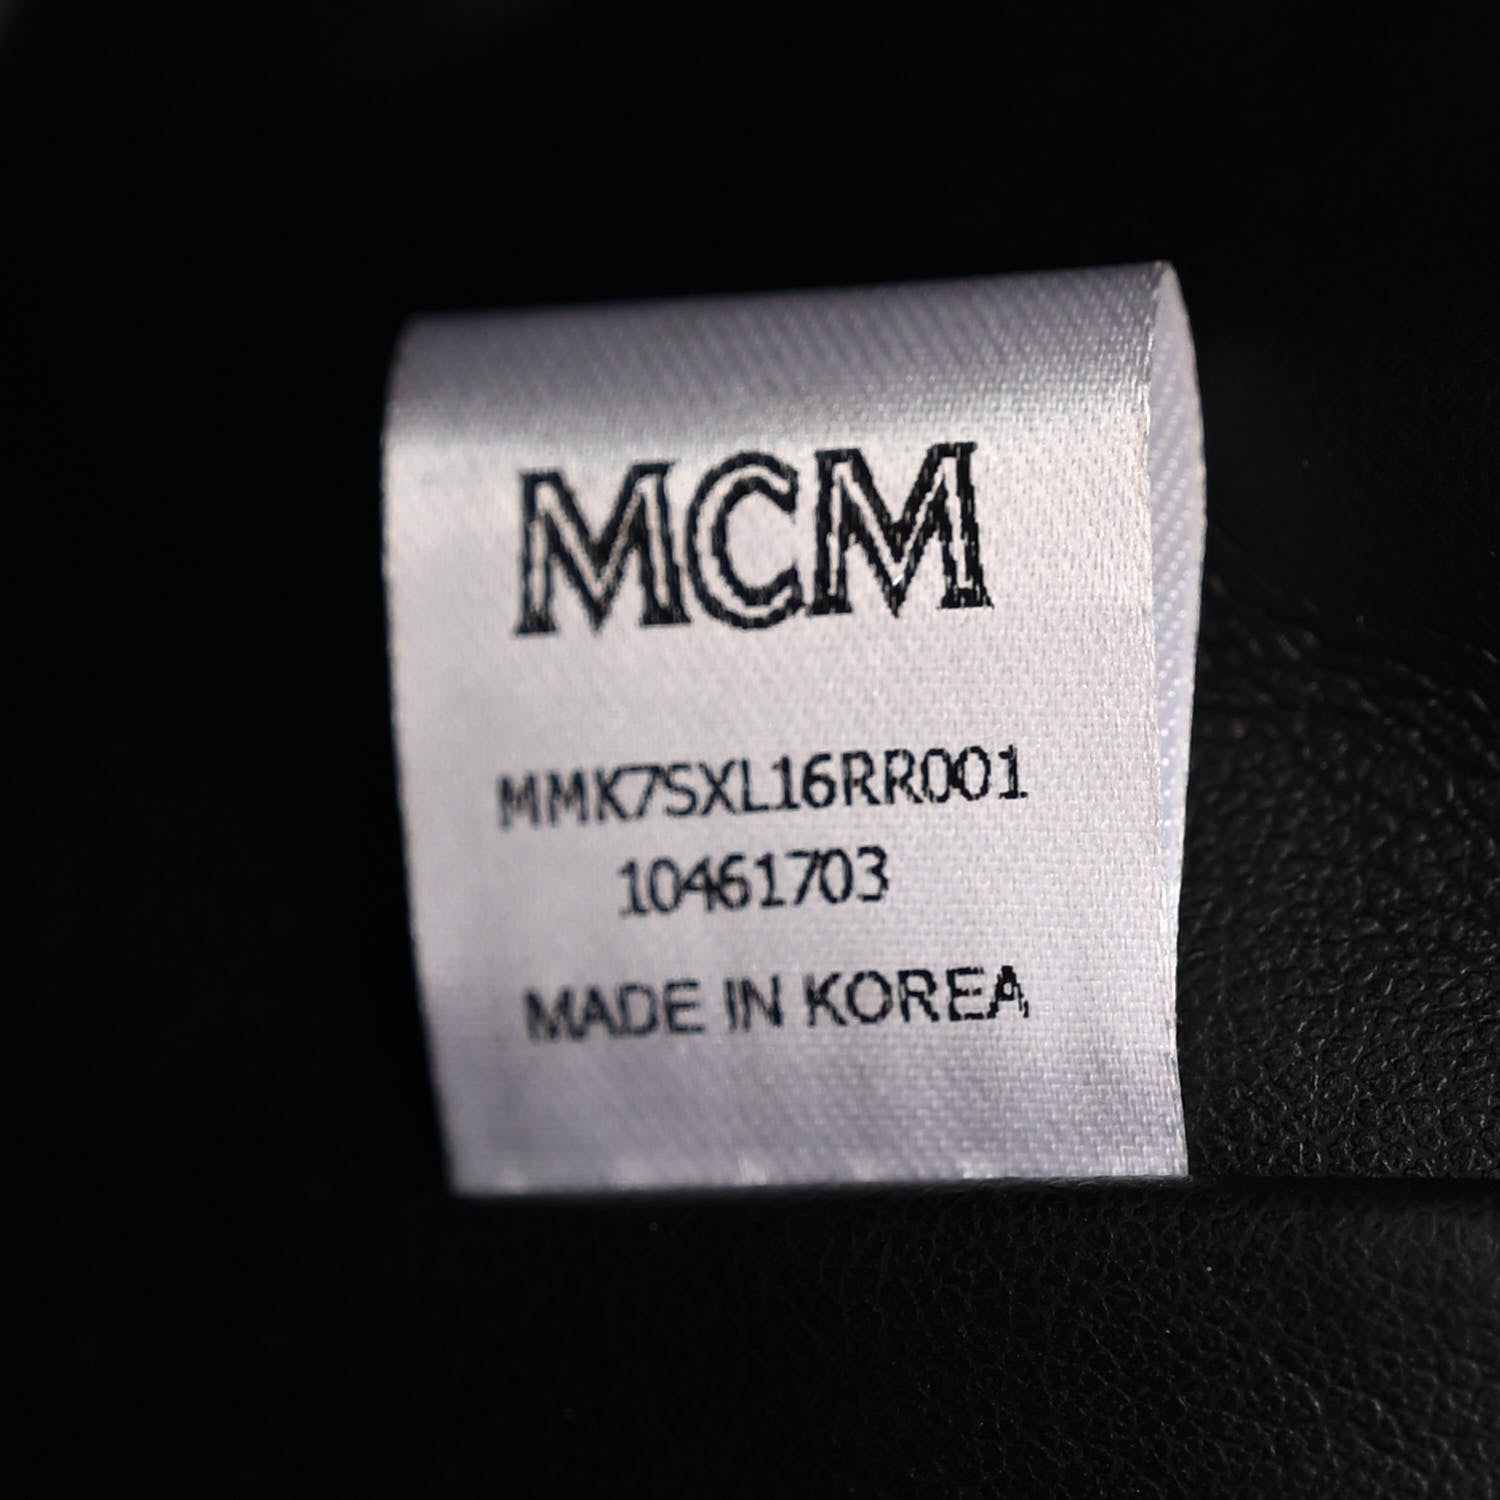 MCM
MMK7SXL16RR001
10461703
MADE IN KOREA